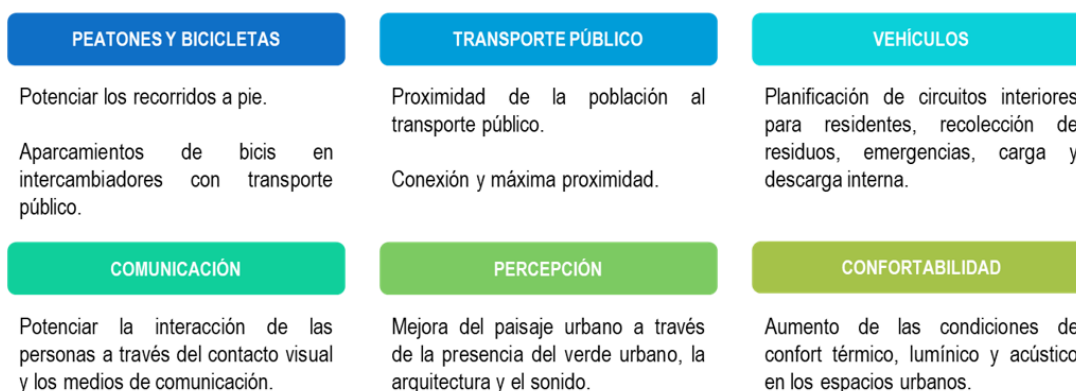 PEATONES Y BICICLETAS
Potenciar los recorridos a pie.
Aparcamientos de bicis en
intercambiadores con transporte
público.
TRANSPORTE PÚBLICO
Proximidad de la población al
transporte público.
Conexión y máxima proximidad.
VEHÍCULOS
Planificación de circuitos interiores
para residentes, recolección de
residuos, emergencias, carga y
descarga interna.
COMUNICACIÓN
Potenciar la interacción de las
personas a través del contacto visual
y los medios de comunicación.
PERCEPCIÓN
Mejora del paisaje urbano a través
de la presencia del verde urbano, la
arquitectura y el sonido.
CONFORTABILIDAD
Aumento de las condiciones de
confort térmico, lumínico y acústico
en los espacios urbanos.